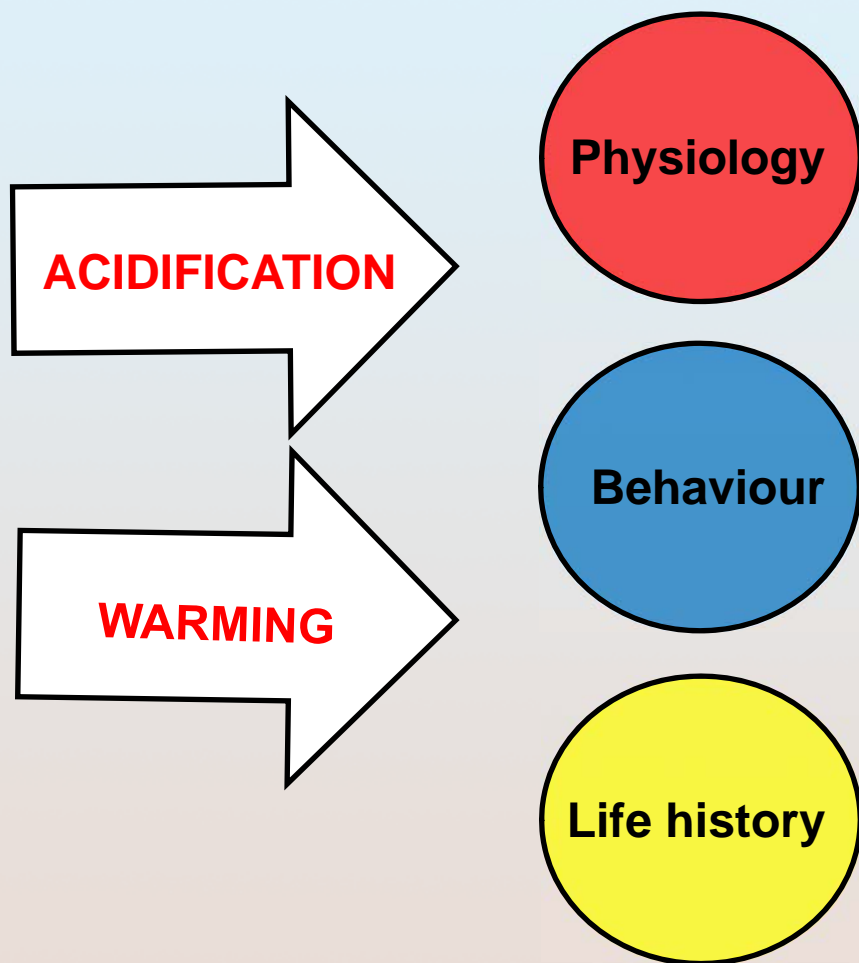 Physiology
ACIDIFICATION
Behaviour
WARMING
Life history